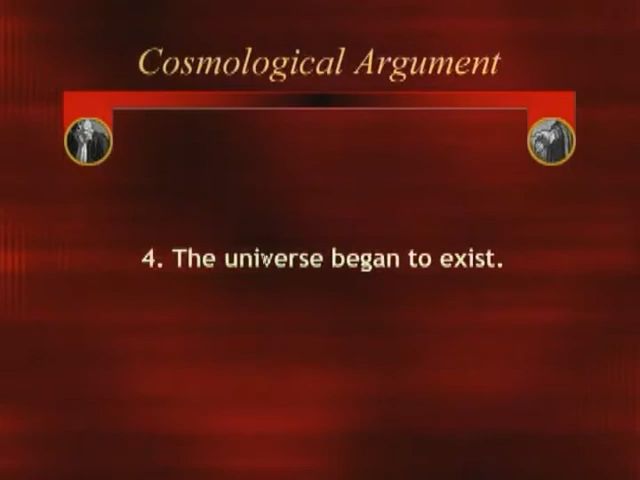 Cosmological Argument
4. The universe began to exist.